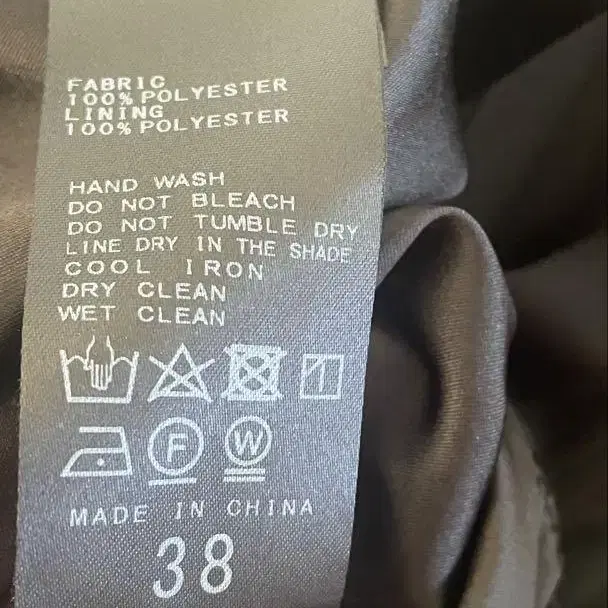 FABRIC
100% POLYESTER
LINING
100% POLYESTER
HAND WASH
DO NOT BLEACH
DO NOT TUMBLE DRY
LINE DRY IN THE SHADE
COOL IRON
DRY CLEAN
WET CLEAN
F W
MADE IN CHINA
38